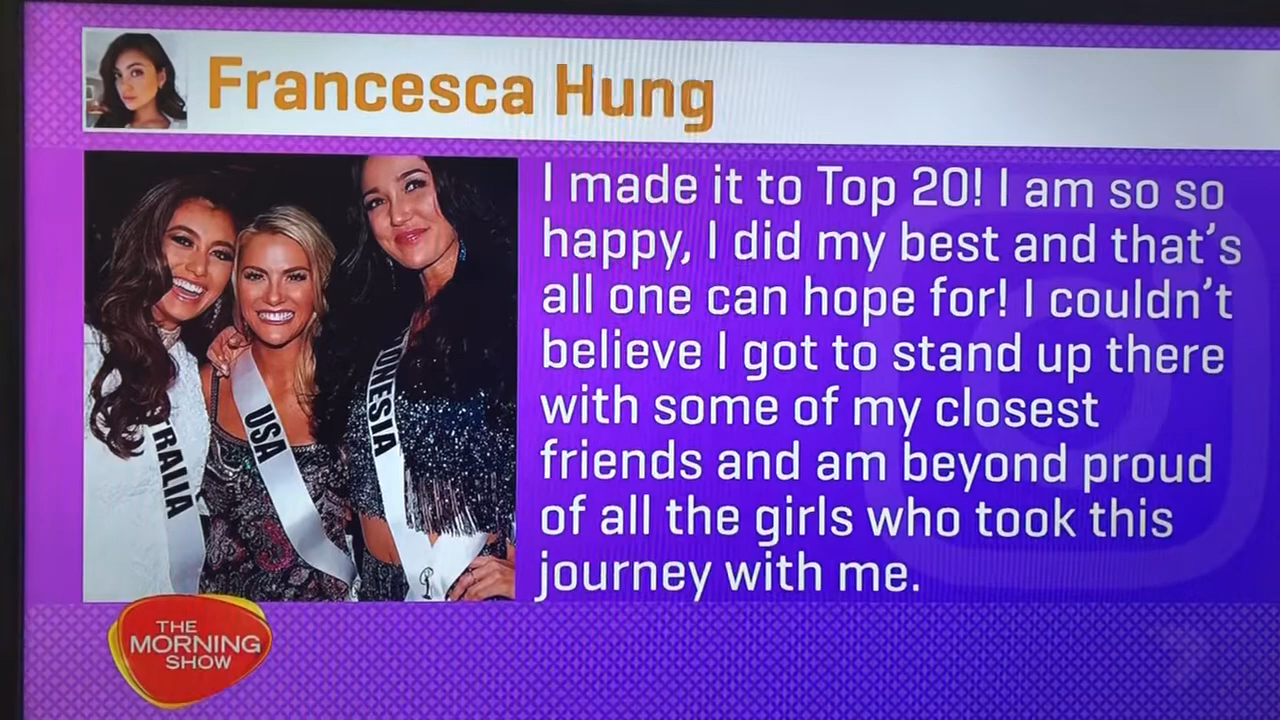 Francesca Hung
I made it to Top 20! I am so so
happy, I did my best and that's
all one can hope for! I couldn't
believe I got to stand up there
with some of my closest
friends and am beyond proud
of all the girls who took this
journey with me.
RALIA
USA
ONESIA
THE
MORNING
SHOW